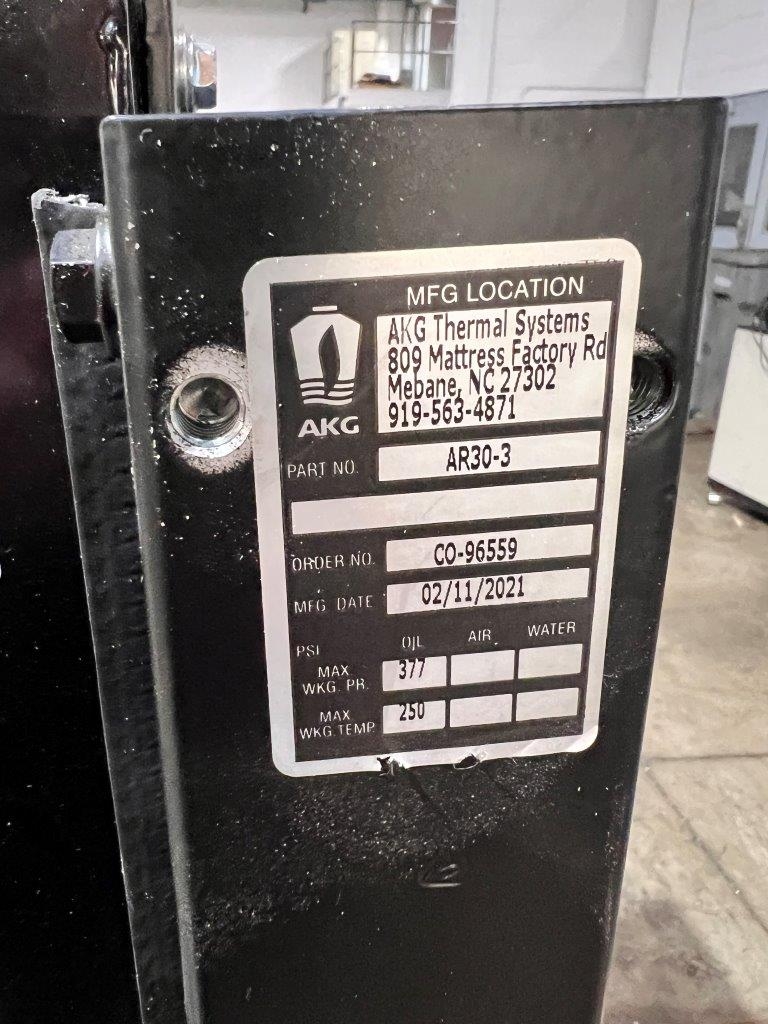 MFG LOCATION
AKG Thermal Systems
809 Mattress Factory Rd
Mebane, NC 27302
919-563-4871
AKG
PART NO. AR30-3
ORDER NO. CO-96559
MFG DATE 02/11/2021
PSI OIL AIR WATER
MAX
WKG. PR. 377
MAX
WKG. TEMP. 250